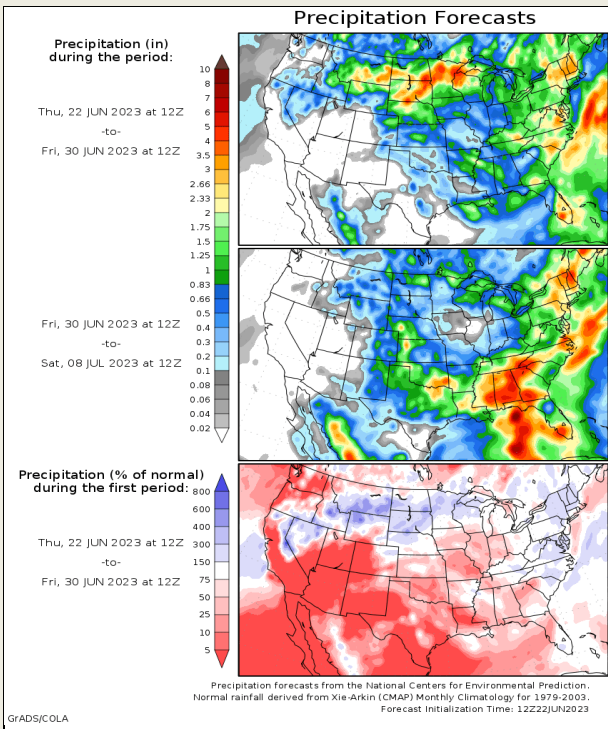 Precipitation Forecasts
Precipitation (in)
during the period:
Thu, 22 JUN 2023 at 12Z
-to-
Fri, 30 JUN 2023 at 12Z
10
8
7
6
5
4
3.5
3
2.66
2.33
2
1.75
1.5
1.25
1
0.83
0.66
0.5
0.4
0.3
0.2
0.1
0.08
0.06
0.04
0.02
Fri, 30 JUN 2023 at 12Z
-to-
Sat, 08 JUL 2023 at 12Z
Precipitation (% of normal)
during the first period:
Thu, 22 JUN 2023 at 12Z
-to-
Fri, 30 JUN 2023 at 12Z
800
600
400
300
150
75
50
25
10
5
Precipitation forecasts from the National Centers for Environmental Prediction.
Normal rainfall derived from Xie-Arkin (CMAP) Monthly Climatology for 1979-2003.
Forecast Initialization Time: 12Z22JUN2023
GrADS/COLA